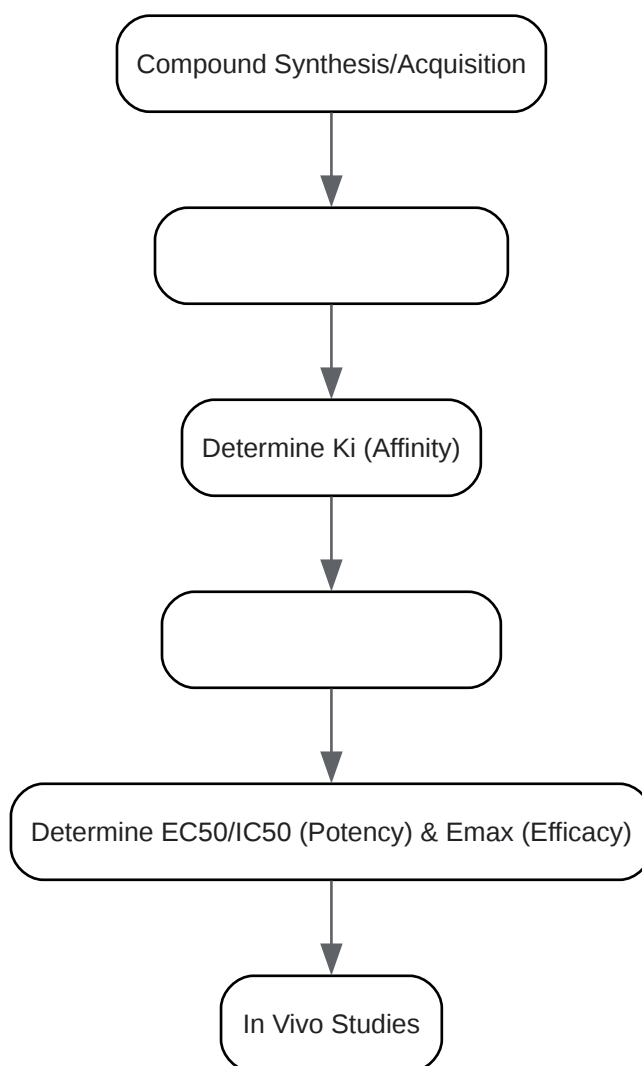 Compound Synthesis/Acquisition
Determine Ki (Affinity)
Determine EC50/IC50 (Potency) & Emax (Efficacy)
In Vivo Studies